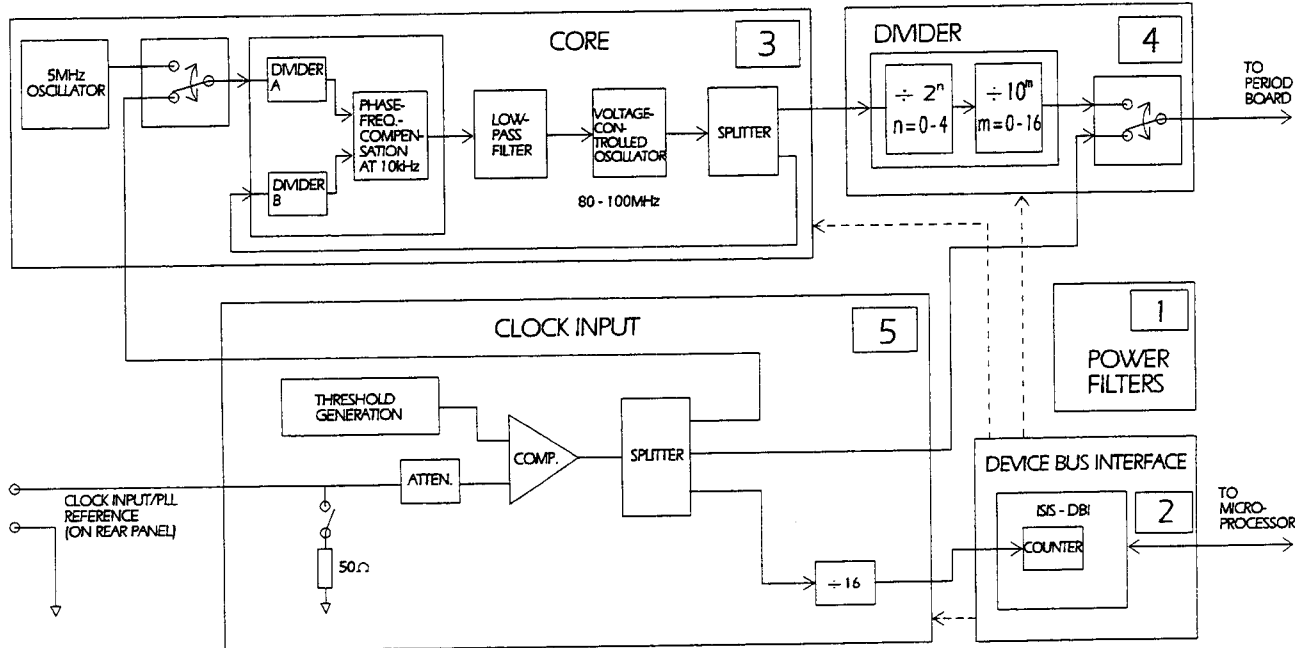 CORE
3
5MHz
OSCILLATOR
DIVIDER
A
PHASE-
FREQ.-
COMPEN-
SATION
AT 10kHz
DIVIDER
B
LOW-
PASS
FILTER
VOLTAGE-
CON-
TROLLED
OSCILLATOR
80 - 100MHz
SPLITTER
DIVIDER
4
÷ 2ⁿ
n = 0 - 4
÷ 10ᵐ
m = 0 - 16
TO
PERIOD
BOARD
CLOCK INPUT
5
THRESHOLD
GENERATION
COMP.
ATTEN.
SPLITTER
CLOCK INPUT/PLL
REFERENCE
(ON REAR PANEL)
50Ω
÷ 16
1
POWER
FILTERS
DEVICE BUS INTERFACE
ISIS - DBI
2
COUNTER
TO
MICRO-
PROCESSOR